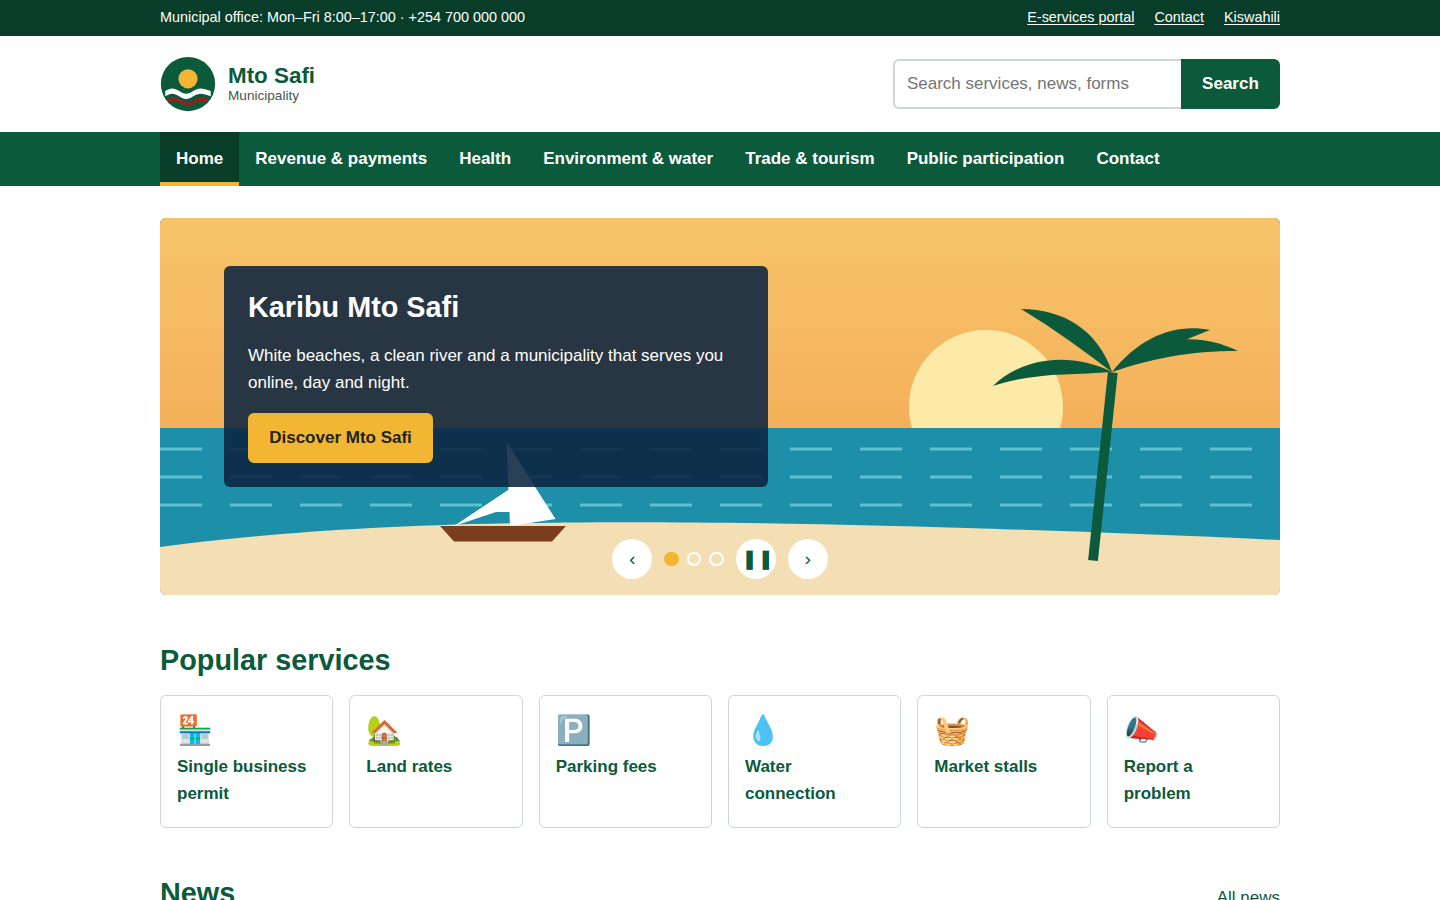 Municipal office: Mon–Fri 8:00–17:00 · +254 700 000 000
E-services portal Contact Kiswahili
Mto Safi
Municipality
Search services, news, forms
Search
Home Revenue & payments Health Environment & water Trade & tourism Public participation Contact
Karibu Mto Safi
White beaches, a clean river and a municipality that serves you
online, day and night.
Discover Mto Safi
Popular services
Single business
permit
Land rates
Parking fees
Water
connection
Market stalls
Report a
problem
News
All news